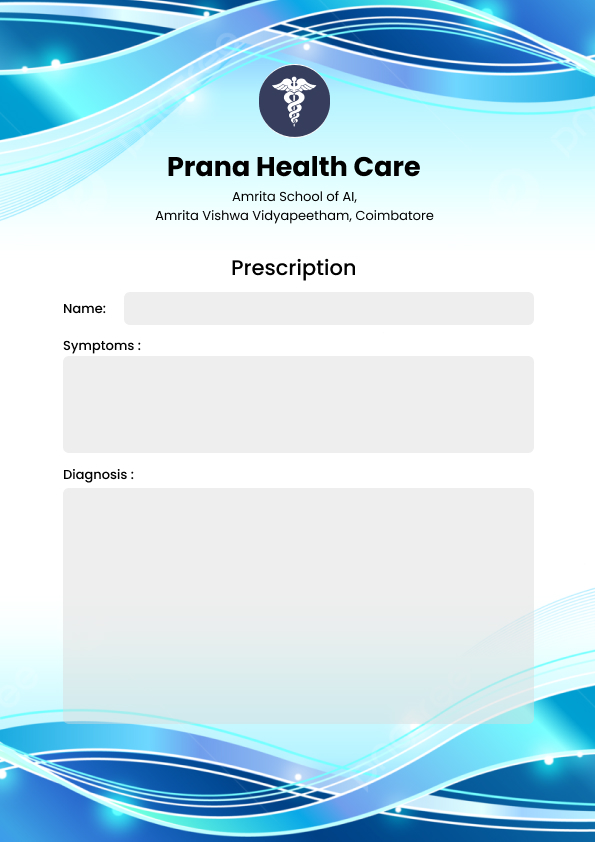 Prana Health Care
Amrita School of AI,
Amrita Vishwa Vidyapeetham, Coimbatore
Prescription
Name:
Symptoms :
Diagnosis :